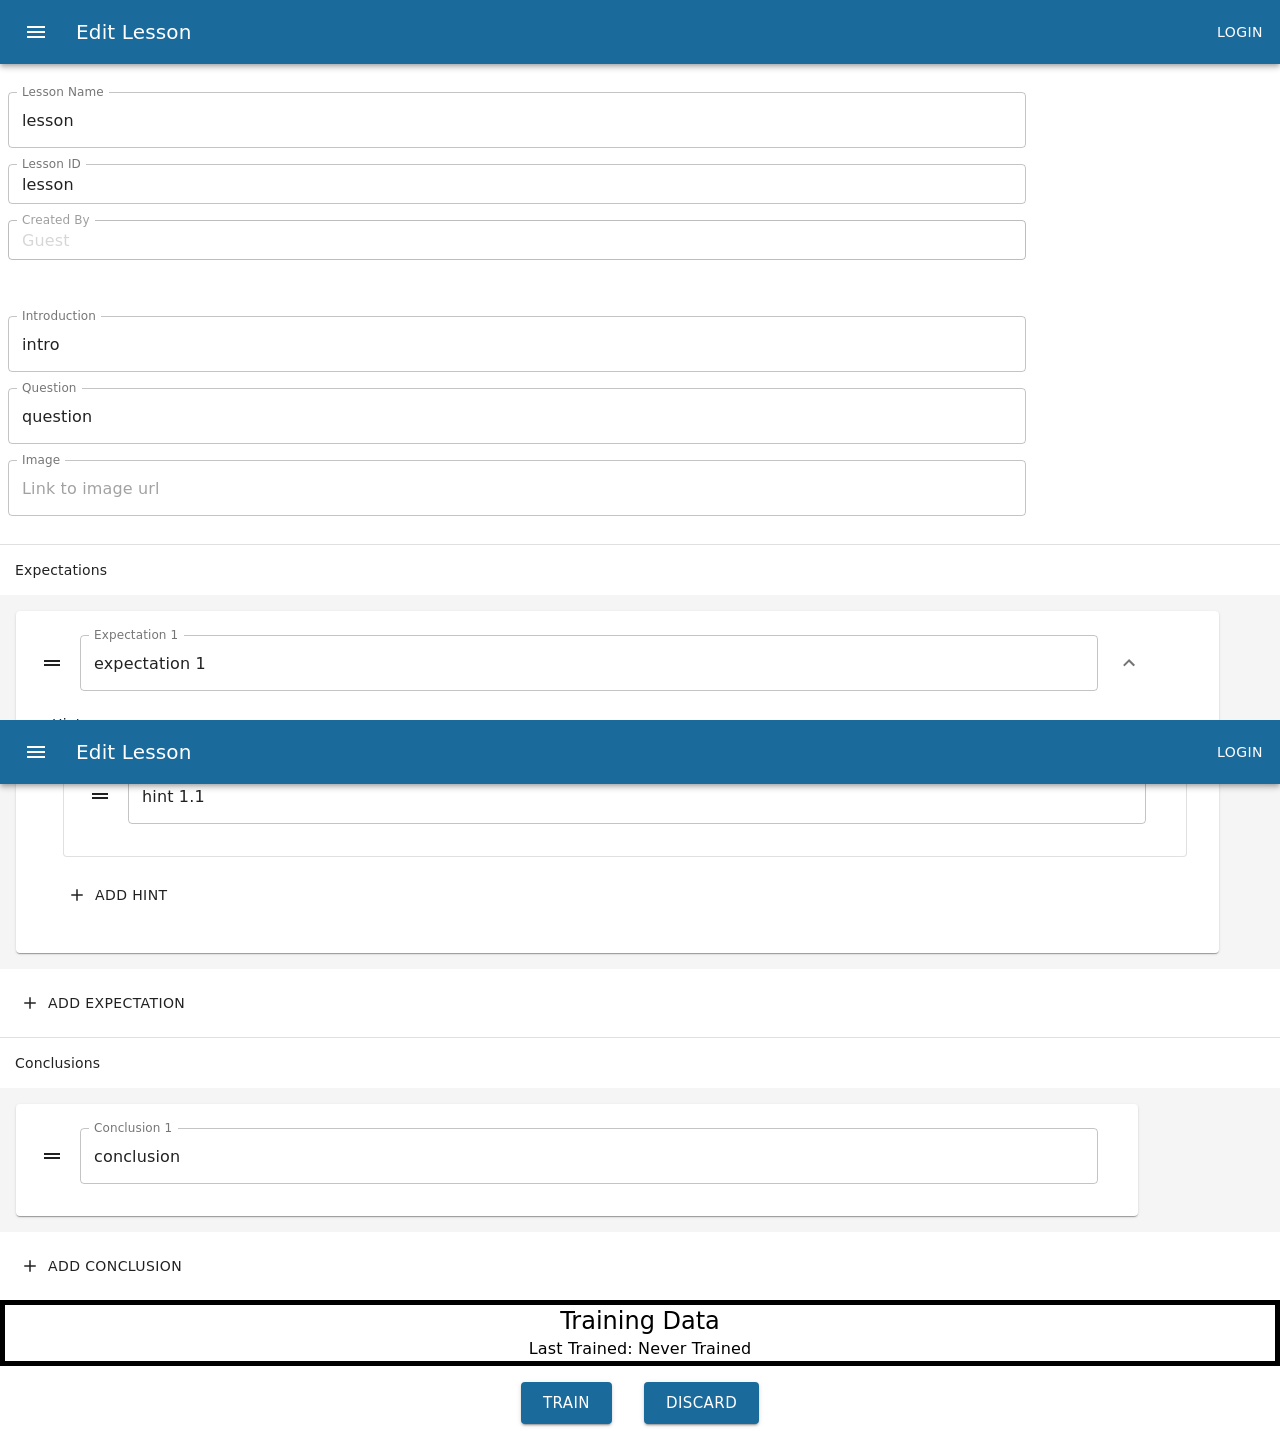 Edit Lesson
LOGIN
Lesson Name
lesson
Lesson ID
lesson
Created By
Guest
Introduction
intro
Question
question
Image
Link to image url
Expectations
Expectation 1
expectation 1
Edit Lesson
LOGIN
hint 1.1
ADD HINT
ADD EXPECTATION
Conclusions
Conclusion 1
conclusion
ADD CONCLUSION
Training Data
Last Trained: Never Trained
TRAIN
DISCARD